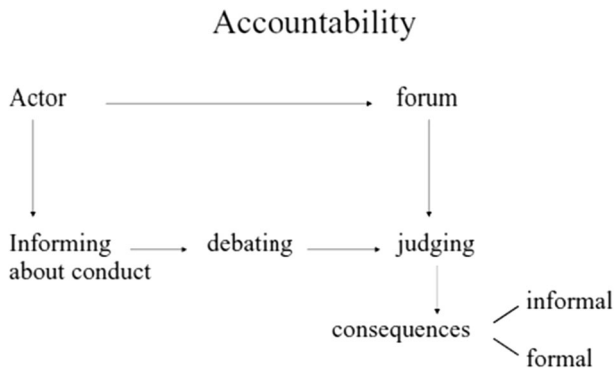 Accountability
Actor
forum
Informing
about conduct
debating
judging
consequences
informal
formal